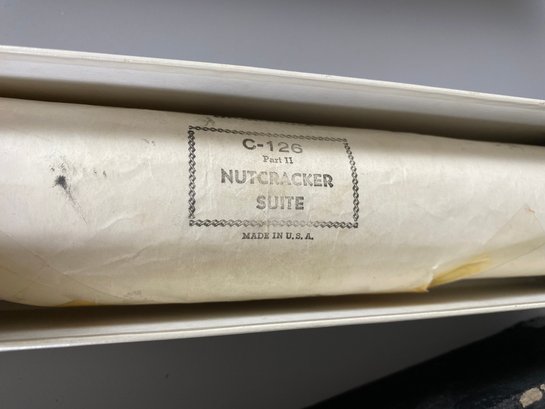 C-126
Part II
NUTCRACKER
SUITE
MADE IN U.S.A.